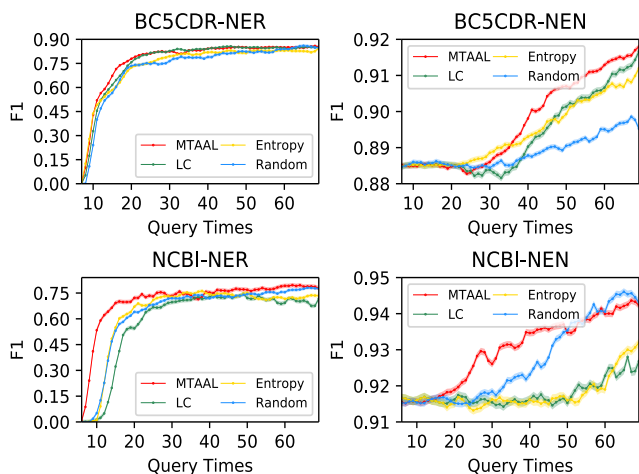 BC5CDR-NER
F1
0.90
0.75
0.60
0.45
0.30
0.15
0.00
MTAAL
LC
Entropy
Random
10 20 30 40 50 60
Query Times
BC5CDR-NEN
F1
0.92
0.91
0.90
0.89
0.88
MTAAL
LC
Entropy
Random
10 20 30 40 50 60
Query Times
NCBI-NER
F1
0.75
0.60
0.45
0.30
0.15
0.00
MTAAL
LC
Entropy
Random
10 20 30 40 50 60
Query Times
NCBI-NEN
F1
0.95
0.94
0.93
0.92
0.91
MTAAL
LC
Entropy
Random
10 20 30 40 50 60
Query Times